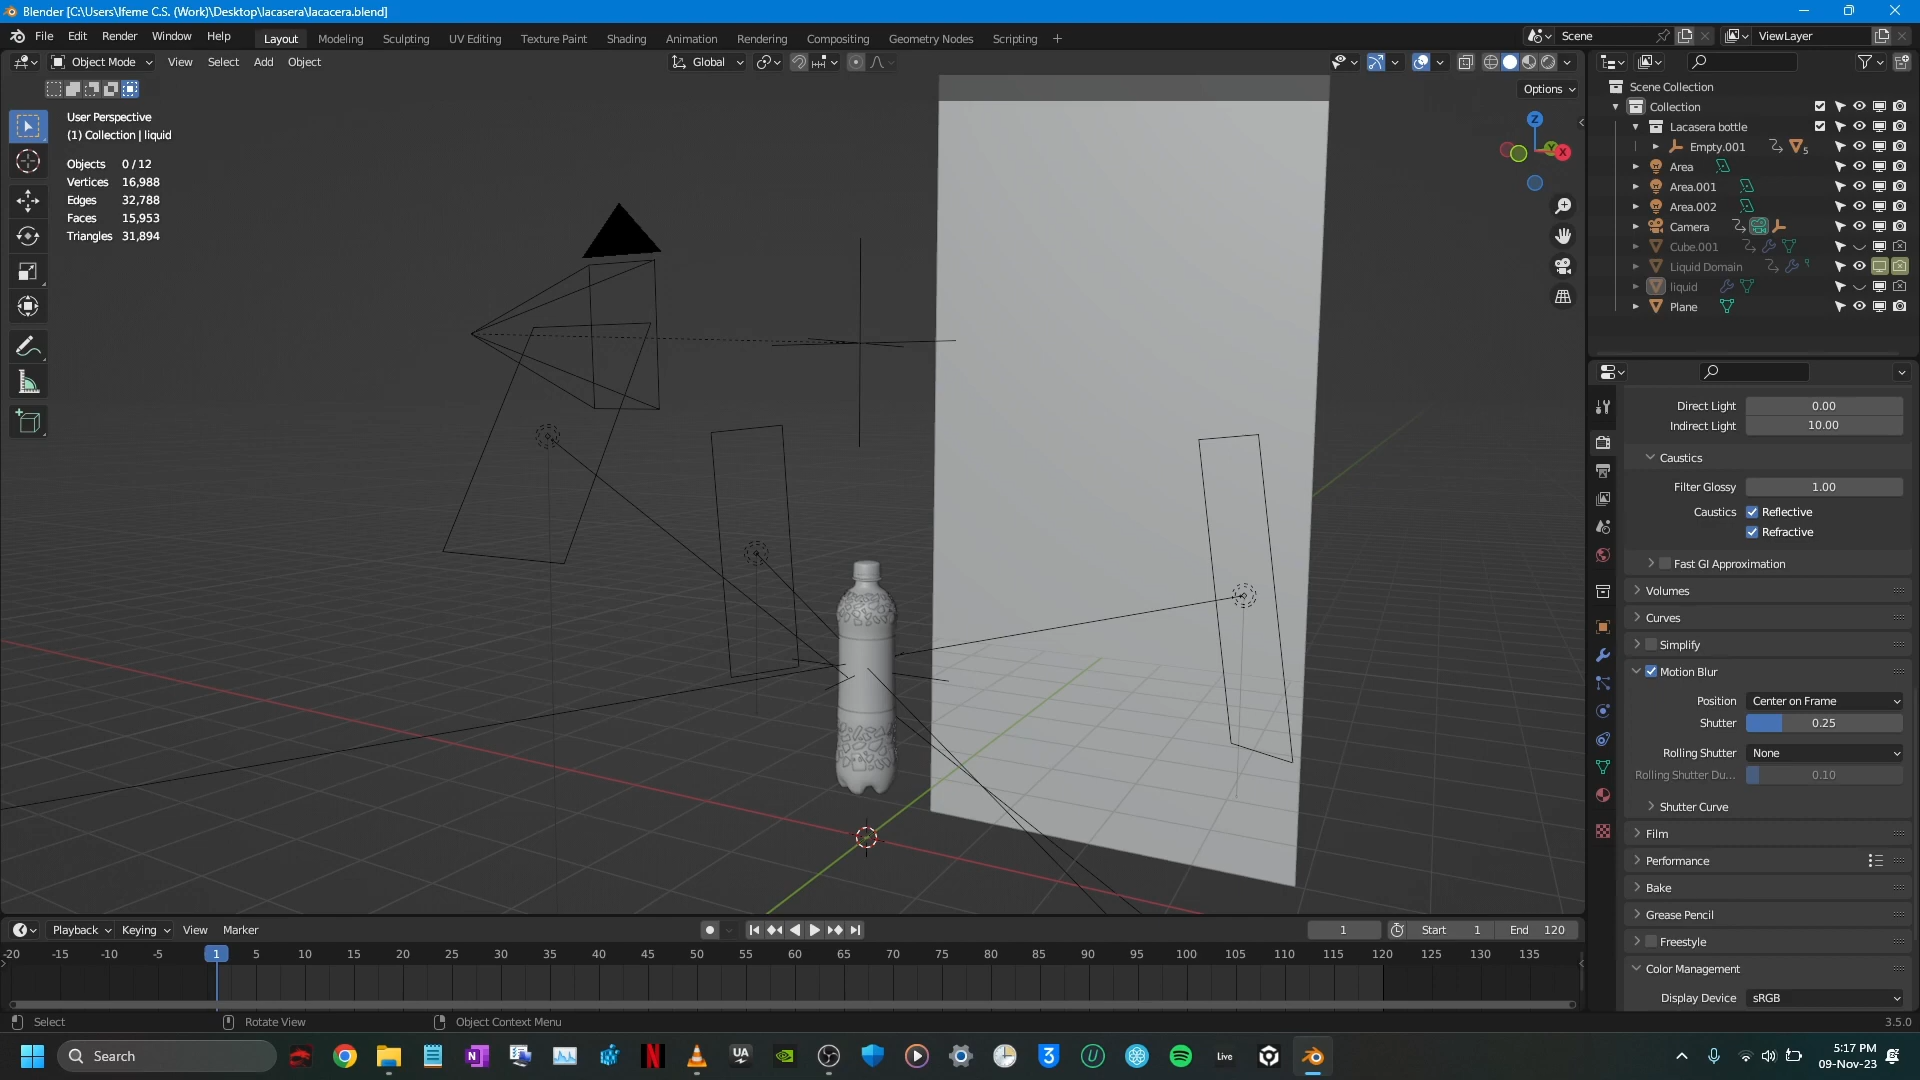 Blender [C:\Users\Ifeme C.S. (Work)\Desktop\lacasera\lacacera.blend]
File Edit Render Window Help Layout Modeling Sculpting UV Editing Texture Paint Shading Animation Rendering Compositing Geometry Nodes Scripting + Scene ViewLayer
Object Mode View Select Add Object Global
Options
User Perspective
(1) Collection | liquid
Objects 0/12
Vertices 16,988
Edges 32,788
Faces 15,953
Triangles 31,894
Z
Y
X
Scene Collection
Collection
Lacasera bottle
Empty.001 5
Area
Area.001
Area.002
Camera
Cube.001
Liquid Domain
liquid
Plane
Direct Light 0.00
Indirect Light 10.00
Caustics
Filter Glossy 1.00
Caustics Reflective
Refractive
Fast GI Approximation
Volumes
Curves
Simplify
Motion Blur
Position Center on Frame
Shutter 0.25
Rolling Shutter None
Rolling Shutter Du... 0.10
Shutter Curve
Film
Performance
Bake
Grease Pencil
Freestyle
Color Management
Display Device sRGB
Playback Keying View Marker 1 Start 1 End 120
-20 -15 -10 -5 1 5 10 15 20 25 30 35 40 45 50 55 60 65 70 75 80 85 90 95 100 105 110 115 120 125 130 135
Select Rotate View Object Context Menu 3.5.0
Search N UA 3 U Live
5:17 PM
09-Nov-23